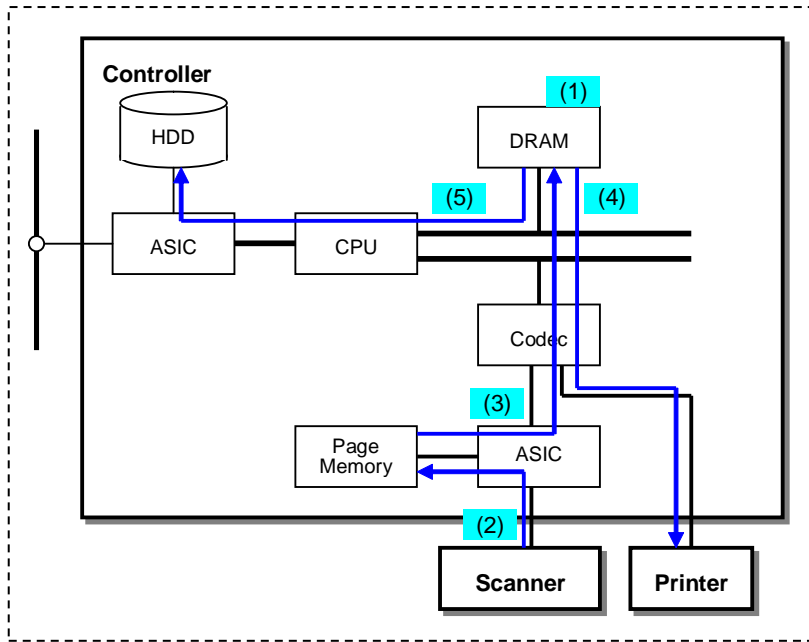 Controller
(1)
HDD
DRAM
(5)
(4)
ASIC
CPU
Codec
(3)
Page
Memory
ASIC
(2)
Scanner
Printer